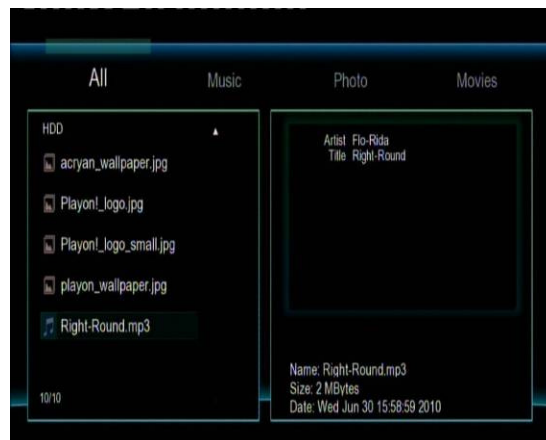 All
Music
Photo
Movies
HDD
acryan_wallpaper.jpg
Playon!_logo.jpg
Playon!_logo_small.jpg
playon_wallpaper.jpg
Right-Round.mp3
10/10
Artist Flo-Rida
Title Right-Round
Name: Right-Round.mp3
Size: 2 MBytes
Date: Wed Jun 30 15:58:59 2010